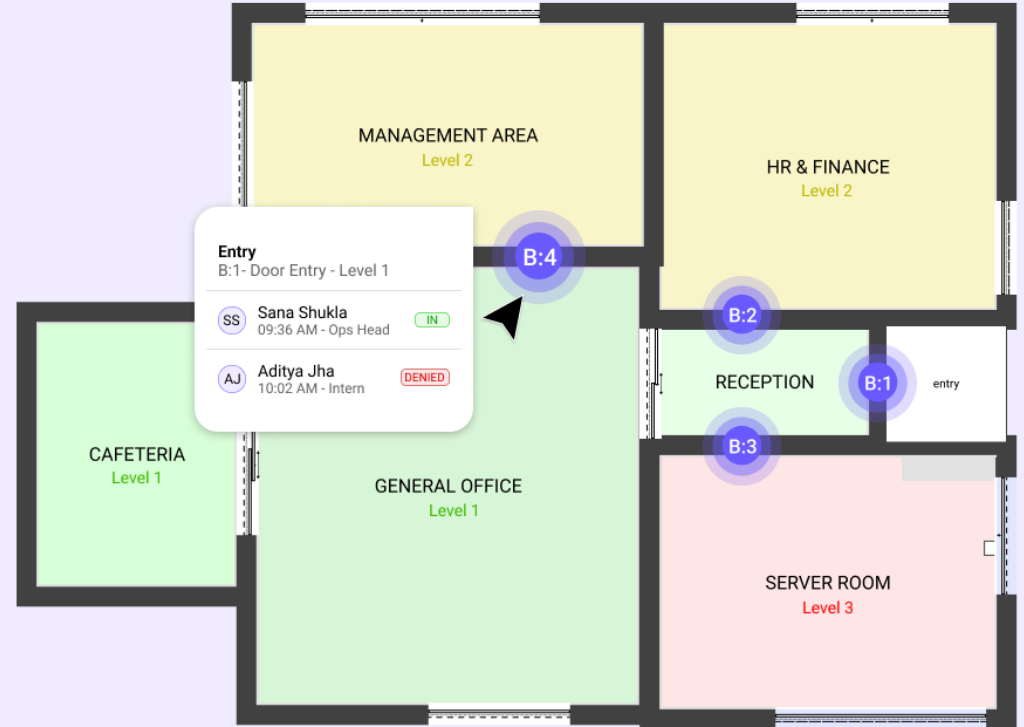 MANAGEMENT AREA
Level 2
HR & FINANCE
Level 2
Entry
B:1- Door Entry - Level 1
SS
Sana Shukla
09:36 AM - Ops Head
IN
AJ
Aditya Jha
10:02 AM - Intern
DENIED
B:4
B:2
RECEPTION
B:1
entry
B:3
CAFETERIA
Level 1
GENERAL OFFICE
Level 1
SERVER ROOM
Level 3